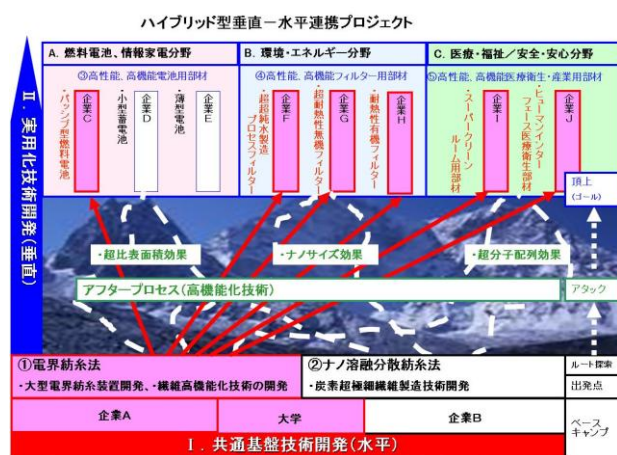 ハイブリッド型垂直－水平連携プロジェクト
A. 燃料電池、情報家電分野
B. 環境・エネルギー分野
C. 医療・福祉／安全・安心分野
③高性能、高機能電池用部材
④高性能、高機能フィルター用部材
⑤高性能、高機能医療衛生・産業用部材
・パッシブ型燃料電池
企業C
・小型蓄電池
企業D
・薄型電池
企業E
・超超純水製造プロセスフィルター
企業F
・超耐熱性無機フィルター
企業G
・耐熱性有機フィルター
企業H
・スーパークリーンルーム用部材
企業I
・ヒューマンインターフェース医療衛生部材
企業J
Ⅱ. 実用化技術開発(垂直)
頂上
(ゴール)
・超比表面積効果
・ナノサイズ効果
・超分子配列効果
アフタープロセス(高機能化技術)
アタック
①電界紡糸法
・大型電界紡糸装置開発、・繊維高機能化技術の開発
②ナノ溶融分散紡糸法
・炭素超極細繊維製造技術開発
ルート探索
出発点
企業A
大学
企業B
ベースキャンプ
Ⅰ. 共通基盤技術開発(水平)